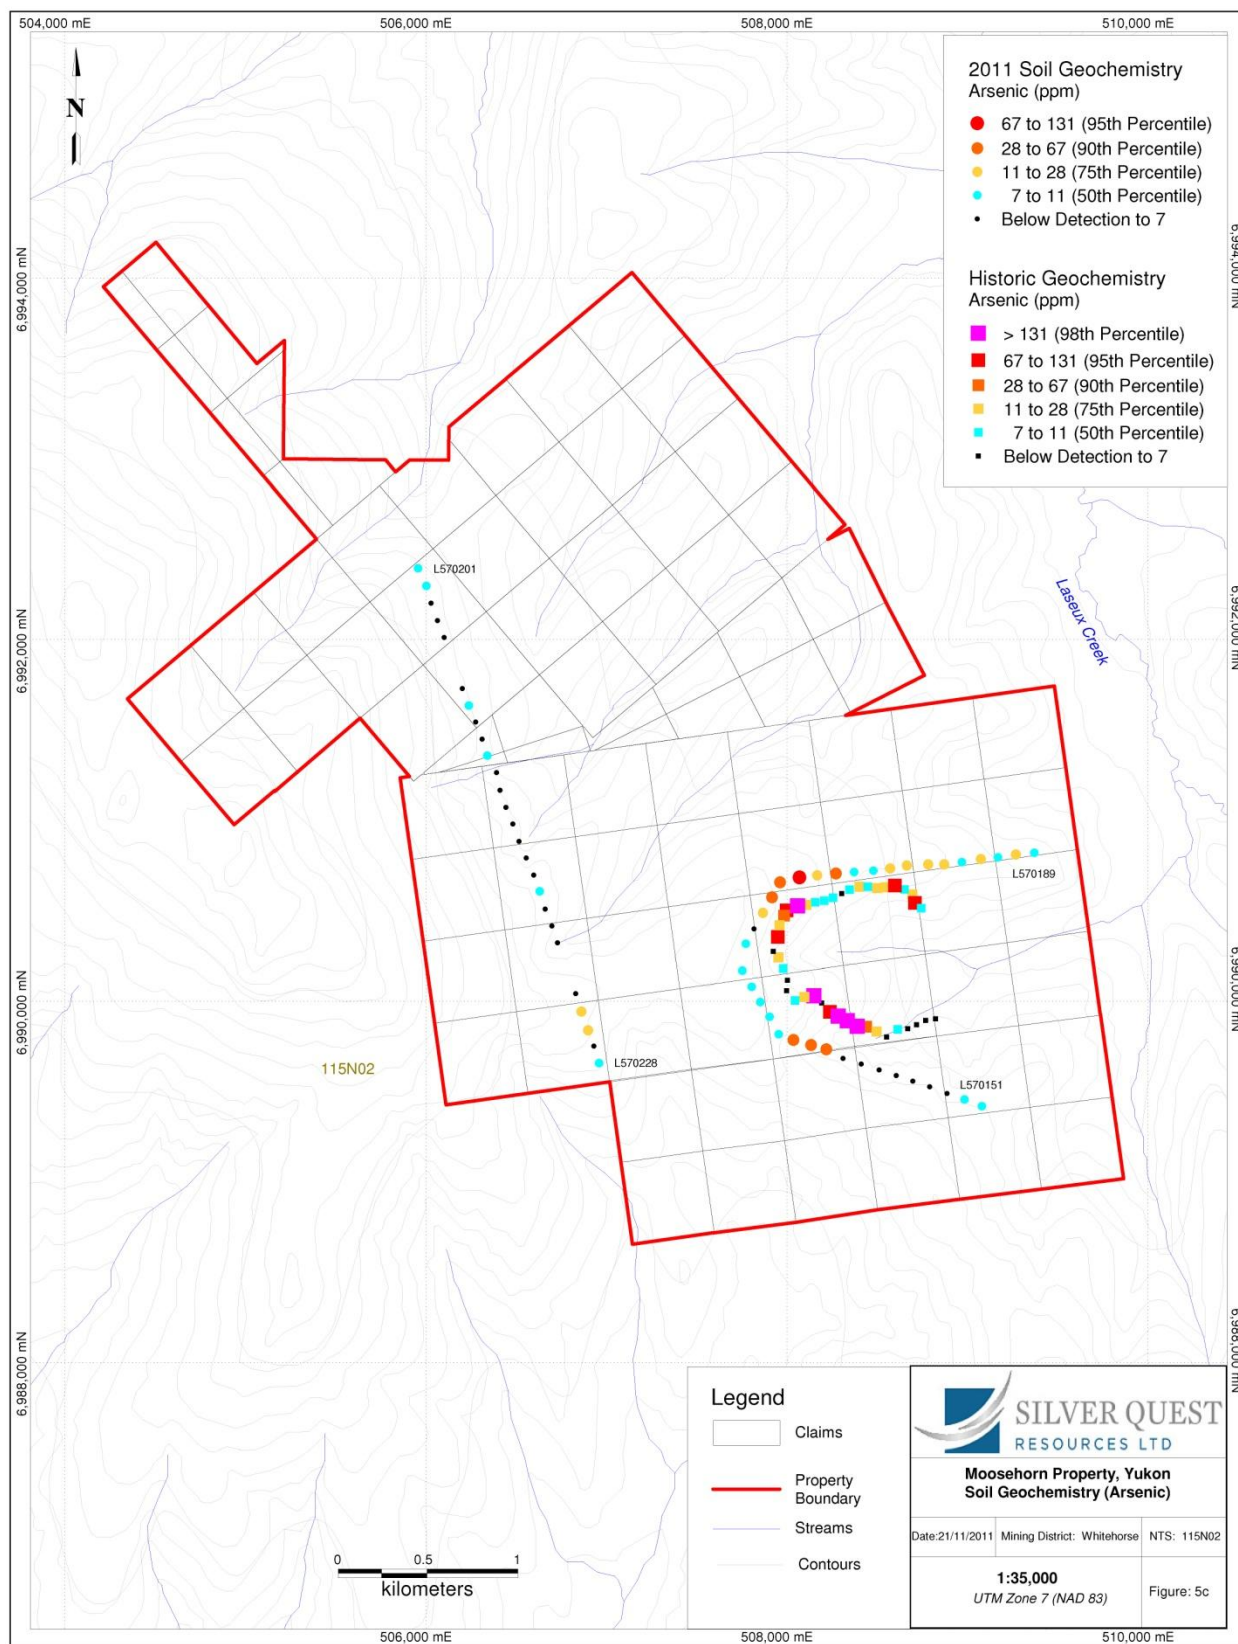 504,000 mE
506,000 mE
508,000 mE
510,000 mE
N
2011 Soil Geochemistry
Arsenic (ppm)
67 to 131 (95th Percentile)
28 to 67 (90th Percentile)
11 to 28 (75th Percentile)
7 to 11 (50th Percentile)
Below Detection to 7
Historic Geochemistry
Arsenic (ppm)
> 131 (98th Percentile)
67 to 131 (95th Percentile)
28 to 67 (90th Percentile)
11 to 28 (75th Percentile)
7 to 11 (50th Percentile)
Below Detection to 7
6,994,000 mN
6,994,000 mN
L570201
Laseux Creek
6,992,000 mN
6,992,000 mN
L570189
6,990,000 mN
6,990,000 mN
L570228
115N02
L570151
6,988,000 mN
6,988,000 mN
Legend
Claims
Property
Boundary
Streams
Contours
0 0.5 1
kilometers
SILVER QUEST
RESOURCES LTD
Moosehorn Property, Yukon
Soil Geochemistry (Arsenic)
Date:21/11/2011
Mining District: Whitehorse
NTS: 115N02
1:35,000
UTM Zone 7 (NAD 83)
Figure: 5c
506,000 mE
508,000 mE
510,000 mE